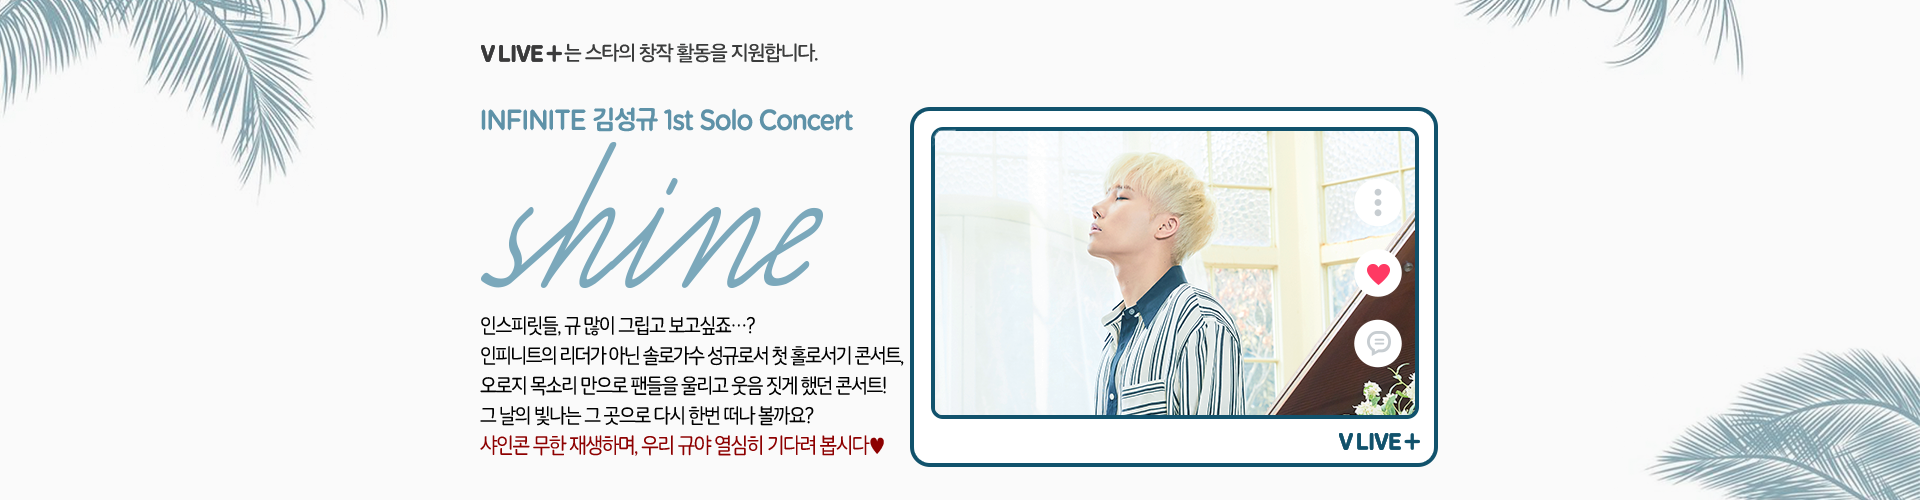 V LIVE+는 스타의 창작 활동을 지원합니다.
INFINITE 김성규 1st Solo Concert
shine
인스피릿들, 규 많이 그립고 보고싶죠…?
인피니트의 리더가 아닌 솔로가수 성규로서 첫 홀로서기 콘서트,
오로지 목소리 만으로 팬들을 울리고 웃음 짓게 했던 콘서트!
그 날의 빛나는 그 곳으로 다시 한번 떠나 볼까요?
샤인콘 무한 재생하며, 우리 규야 열심히 기다려 봅시다♥
V LIVE+